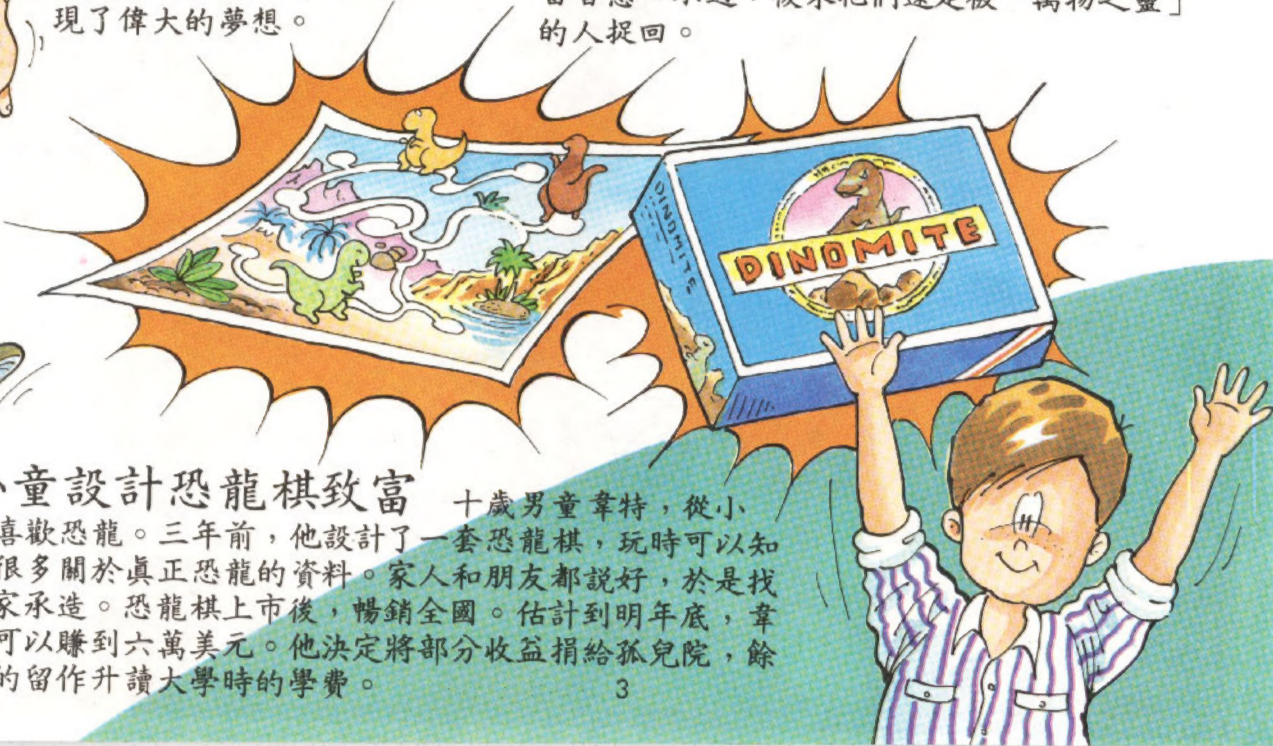 現了偉大的夢想。
的人捉回。
DINOMITE
DINOMITE
童設計恐龍棋致富
十歲男童韋特,從小
喜歡恐龍。三年前,他設計了一套恐龍棋,玩時可以知
很多關於眞正恐龍的資料。家人和朋友都説好,於是找
家承造。恐龍棋上市後,暢銷全國。估計到明年底,韋
可以賺到六萬美元。他決定將部分收益捐給孤兒院,餘
的留作升讀大學時的學費。
3